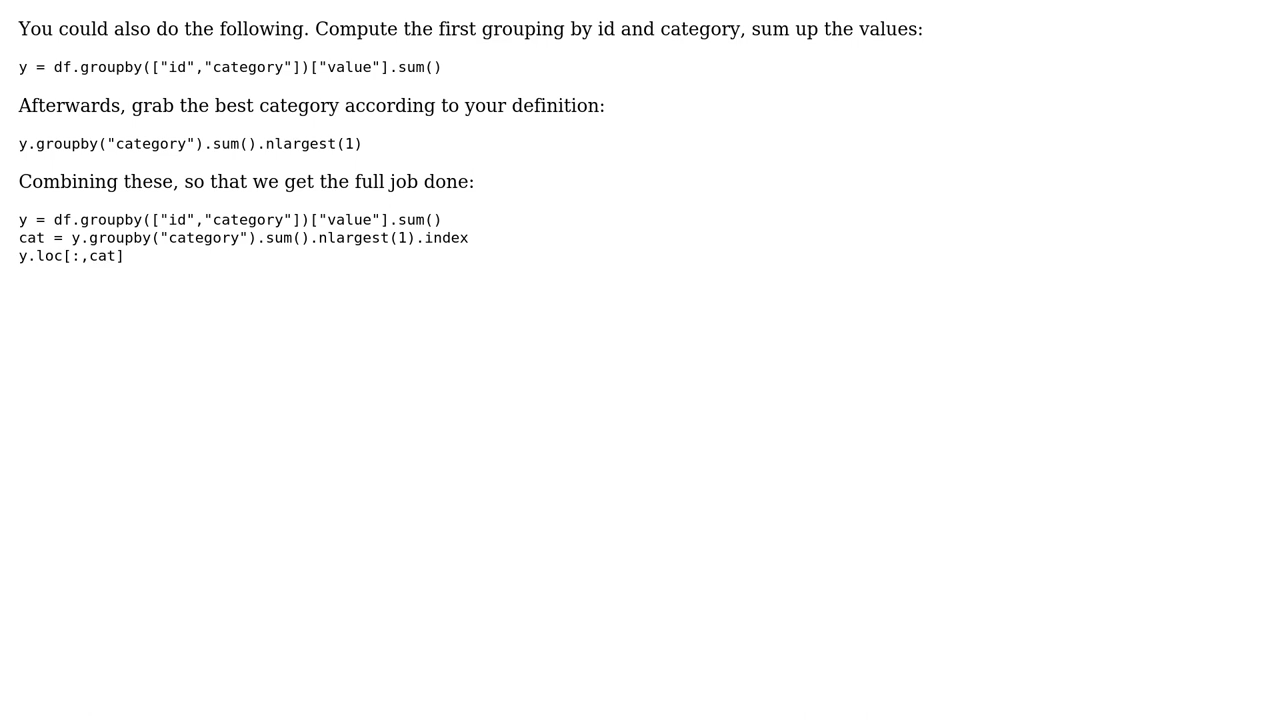 You could also do the following. Compute the first grouping by id and category, sum up the values:
y = df.groupby(["id","category"])["value"].sum()
Afterwards, grab the best category according to your definition:
y.groupby("category").sum().nlargest(1)
Combining these, so that we get the full job done:
y = df.groupby(["id","category"])["value"].sum()
cat = y.groupby("category").sum().nlargest(1).index
y.loc[:,cat]